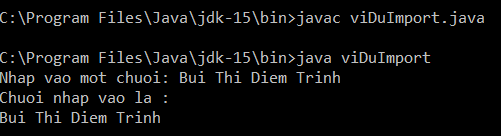 C:\Program Files\Java\jdk-15\bin>javac viDuImport.java
C:\Program Files\Java\jdk-15\bin>java viDuImport
Nhap vao mot chuoi: Bui Thi Diem Trinh
Chuoi nhap vao la :
Bui Thi Diem Trinh